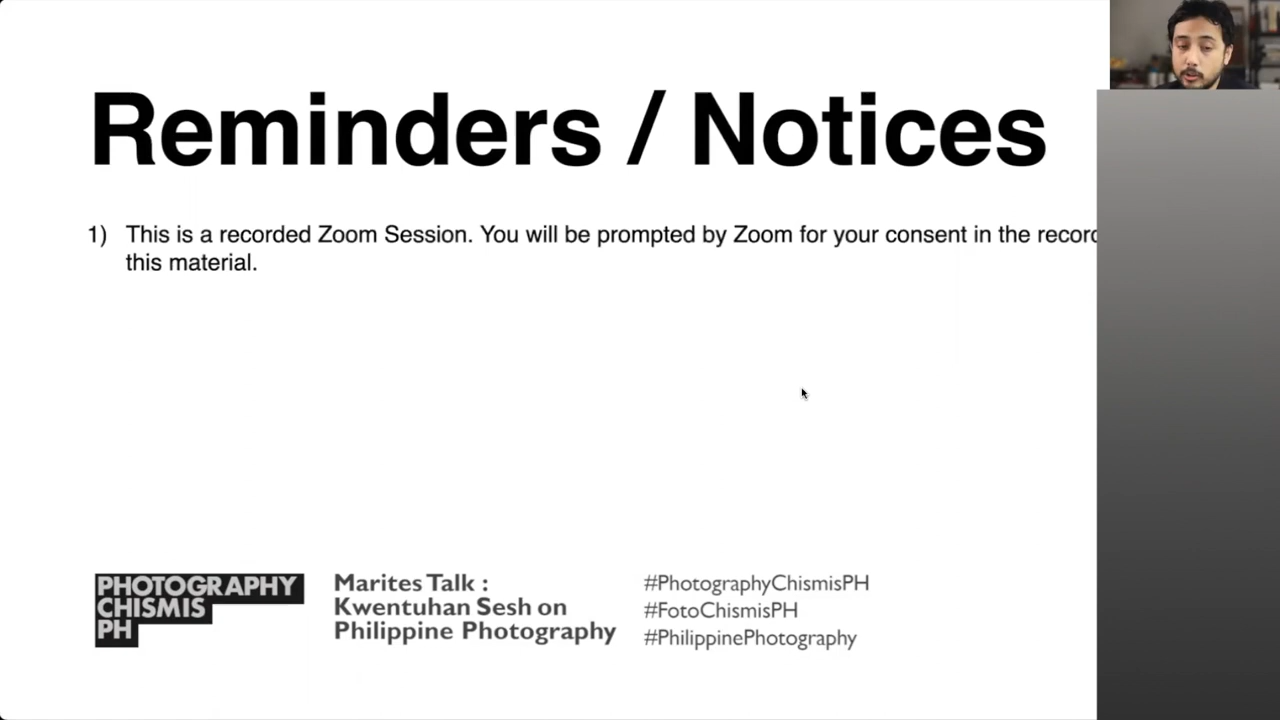 Reminders / Notices
1) This is a recorded Zoom Session. You will be prompted by Zoom for your consent in the
this material.
PHOTOGRAPHY
CHISMIS
PH
Marites Talk :
Kwentuhan Sesh on
Philippine Photography
#PhotographyChismisPH
#FotoChismisPH
#PhilippinePhotography